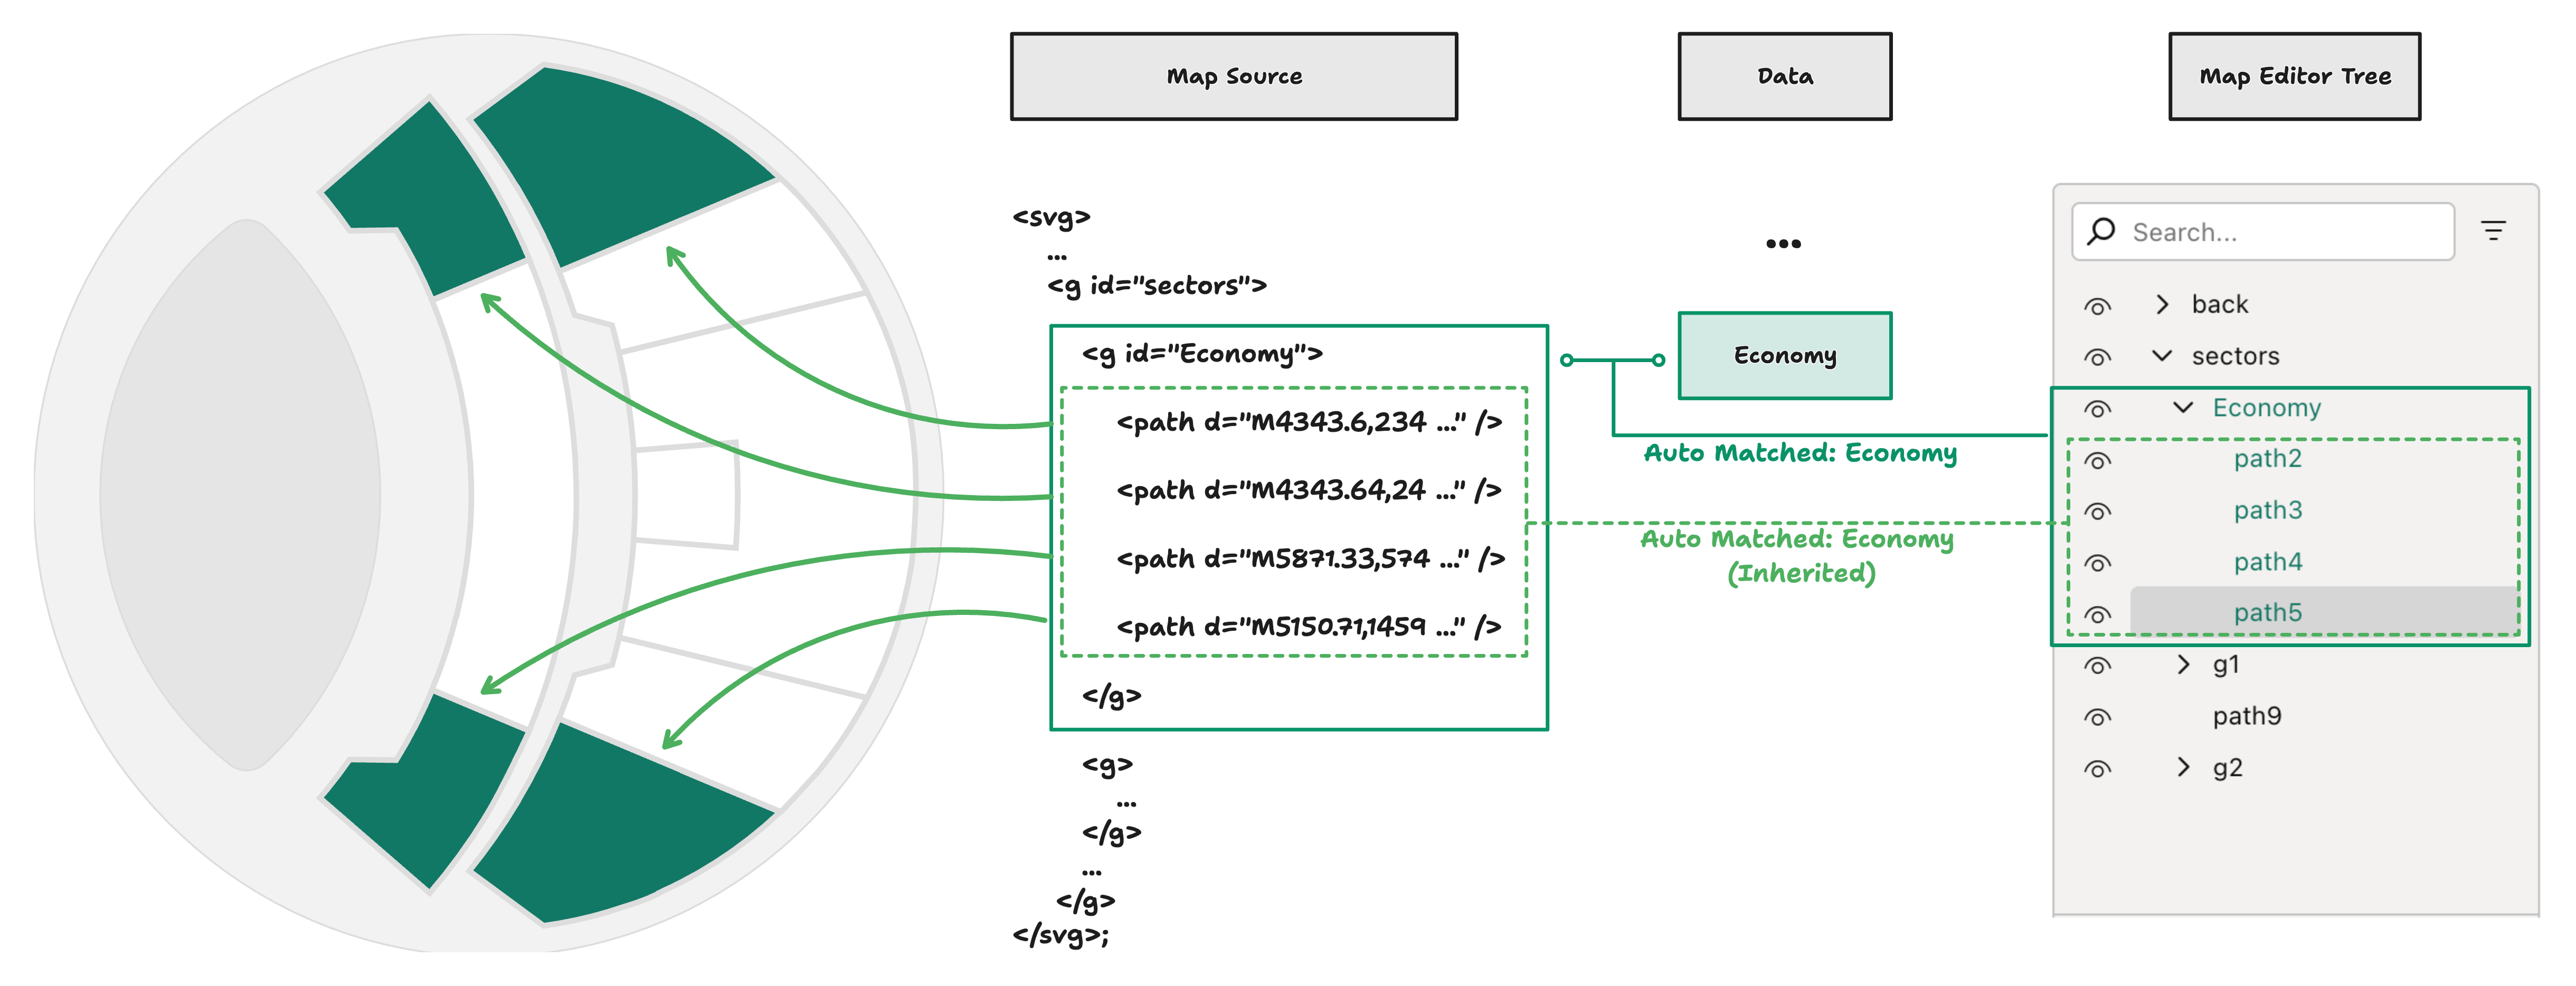 Map Source
Data
Map Editor Tree
<svg>
...
<g id="sectors">
<g id="Economy">
<path d="M4343.6,234 ..." />
<path d="M4343.64,24 ..." />
<path d="M5871.33,574 ..." />
<path d="M5150.71,1459 ..." />
</g>
<g>
...
</g>
...
</g>
</svg>;
...
Economy
Auto Matched: Economy
Auto Matched: Economy
(Inherited)
Search...
back
sectors
Economy
path2
path3
path4
path5
g1
path9
g2